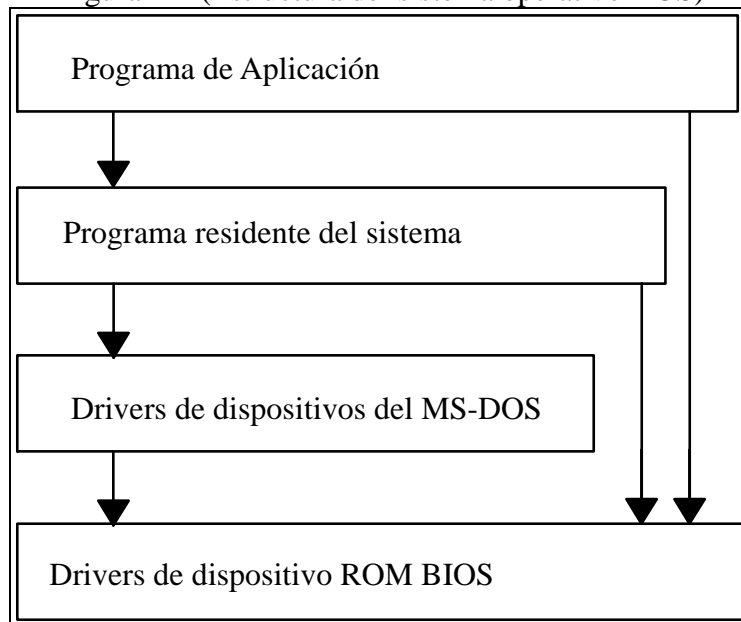 Programa de Aplicación
Programa residente del sistema
Drivers de dispositivos del MS-DOS
Drivers de dispositivo ROM BIOS